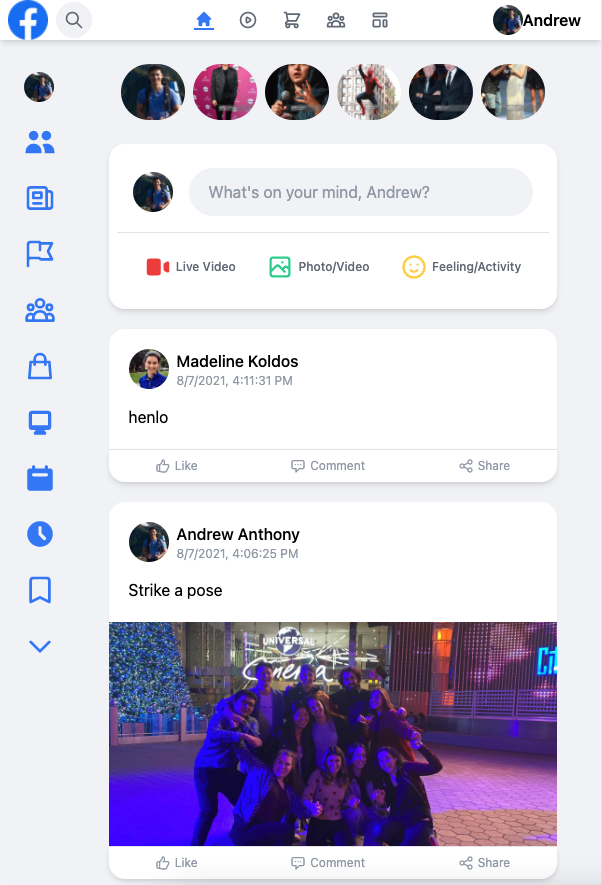 Andrew
What's on your mind, Andrew?
Live Video
Photo/Video
Feeling/Activity
Madeline Koldos
8/7/2021, 4:11:31 PM
henlo
Like
Comment
Share
Andrew Anthony
8/7/2021, 4:06:25 PM
Strike a pose
UNIVERSAL
Cinema
Like
Comment
Share